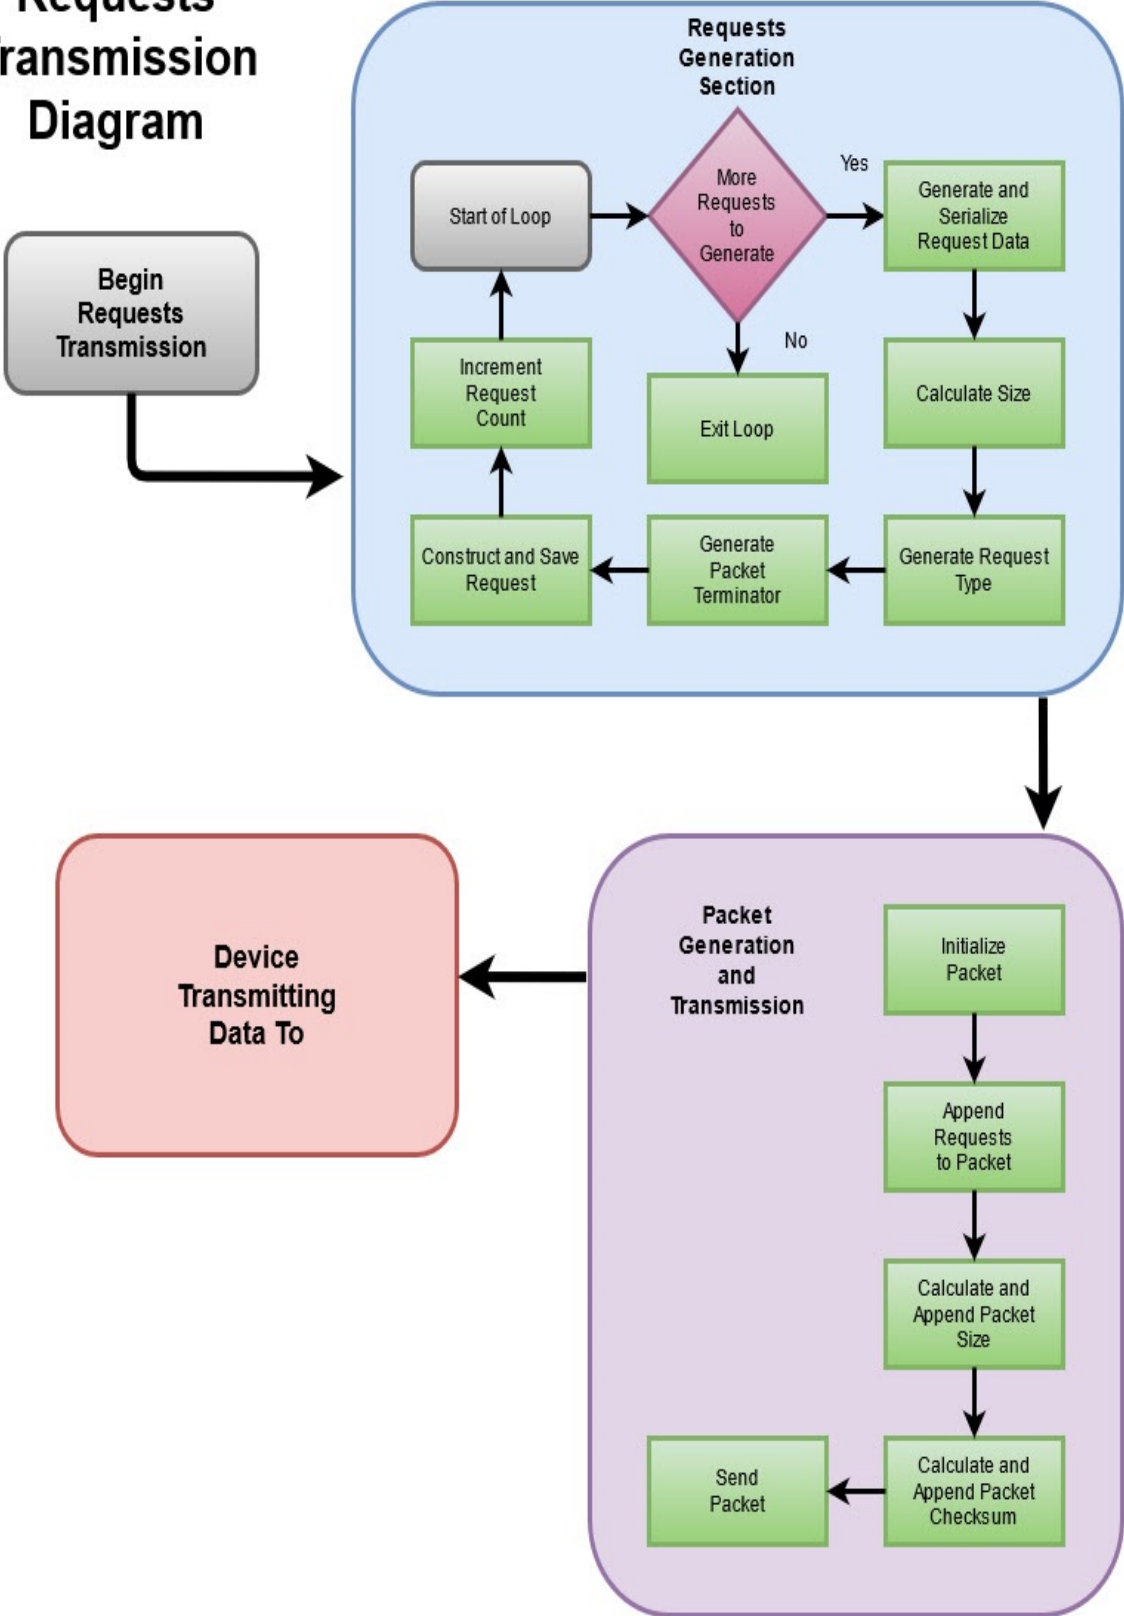 Requests
ransmission
Diagram
Requests
Generation
Section
Start of Loop
More
Requests
to
Generate
Yes
Generate and
Serialize
Request Data
Begin
Requests
Transmission
No
Increment
Request
Count
Exit Loop
Calculate Size
Construct and Save
Request
Generate
Packet
Terminator
Generate Request
Type
Device
Transmitting
Data To
Packet
Generation
and
Transmission
Initialize
Packet
Append
Requests
to Packet
Calculate and
Append Packet
Size
Send
Packet
Calculate and
Append Packet
Checksum